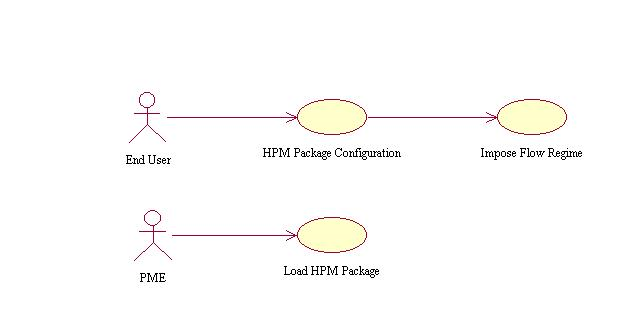 End User
HPM Package Configuration
Impose Flow Regime
PME
Load HPM Package